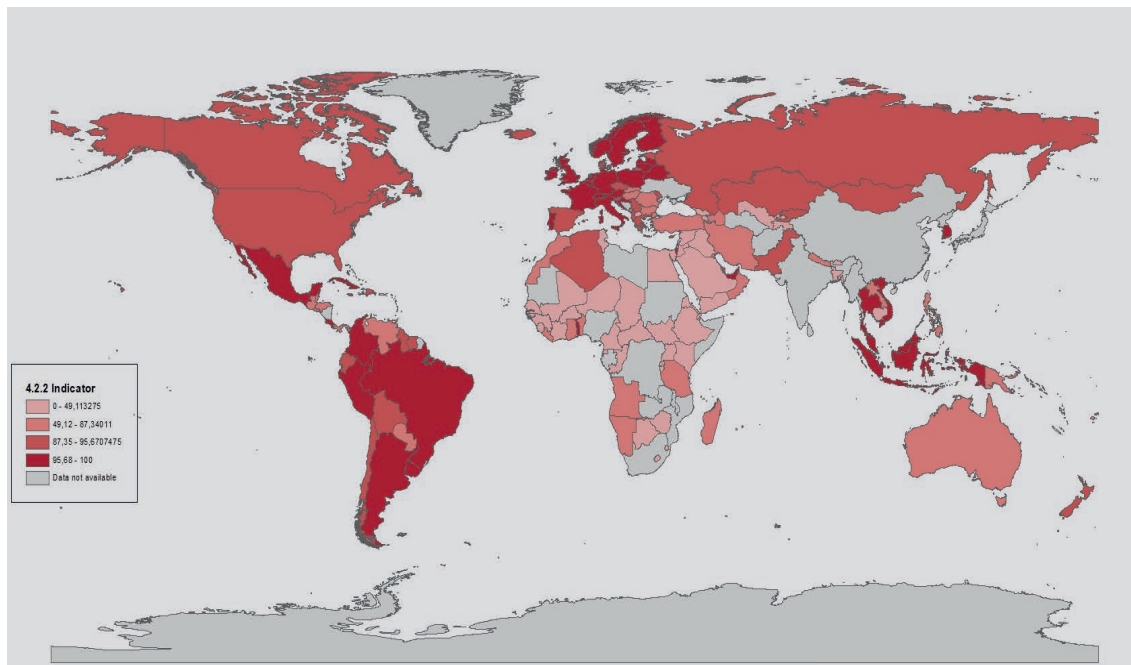 4.2.2 Indicator
0 - 49,113275
49,12 - 87,34011
87,35 - 95,6707475
95,68 - 100
Data not available